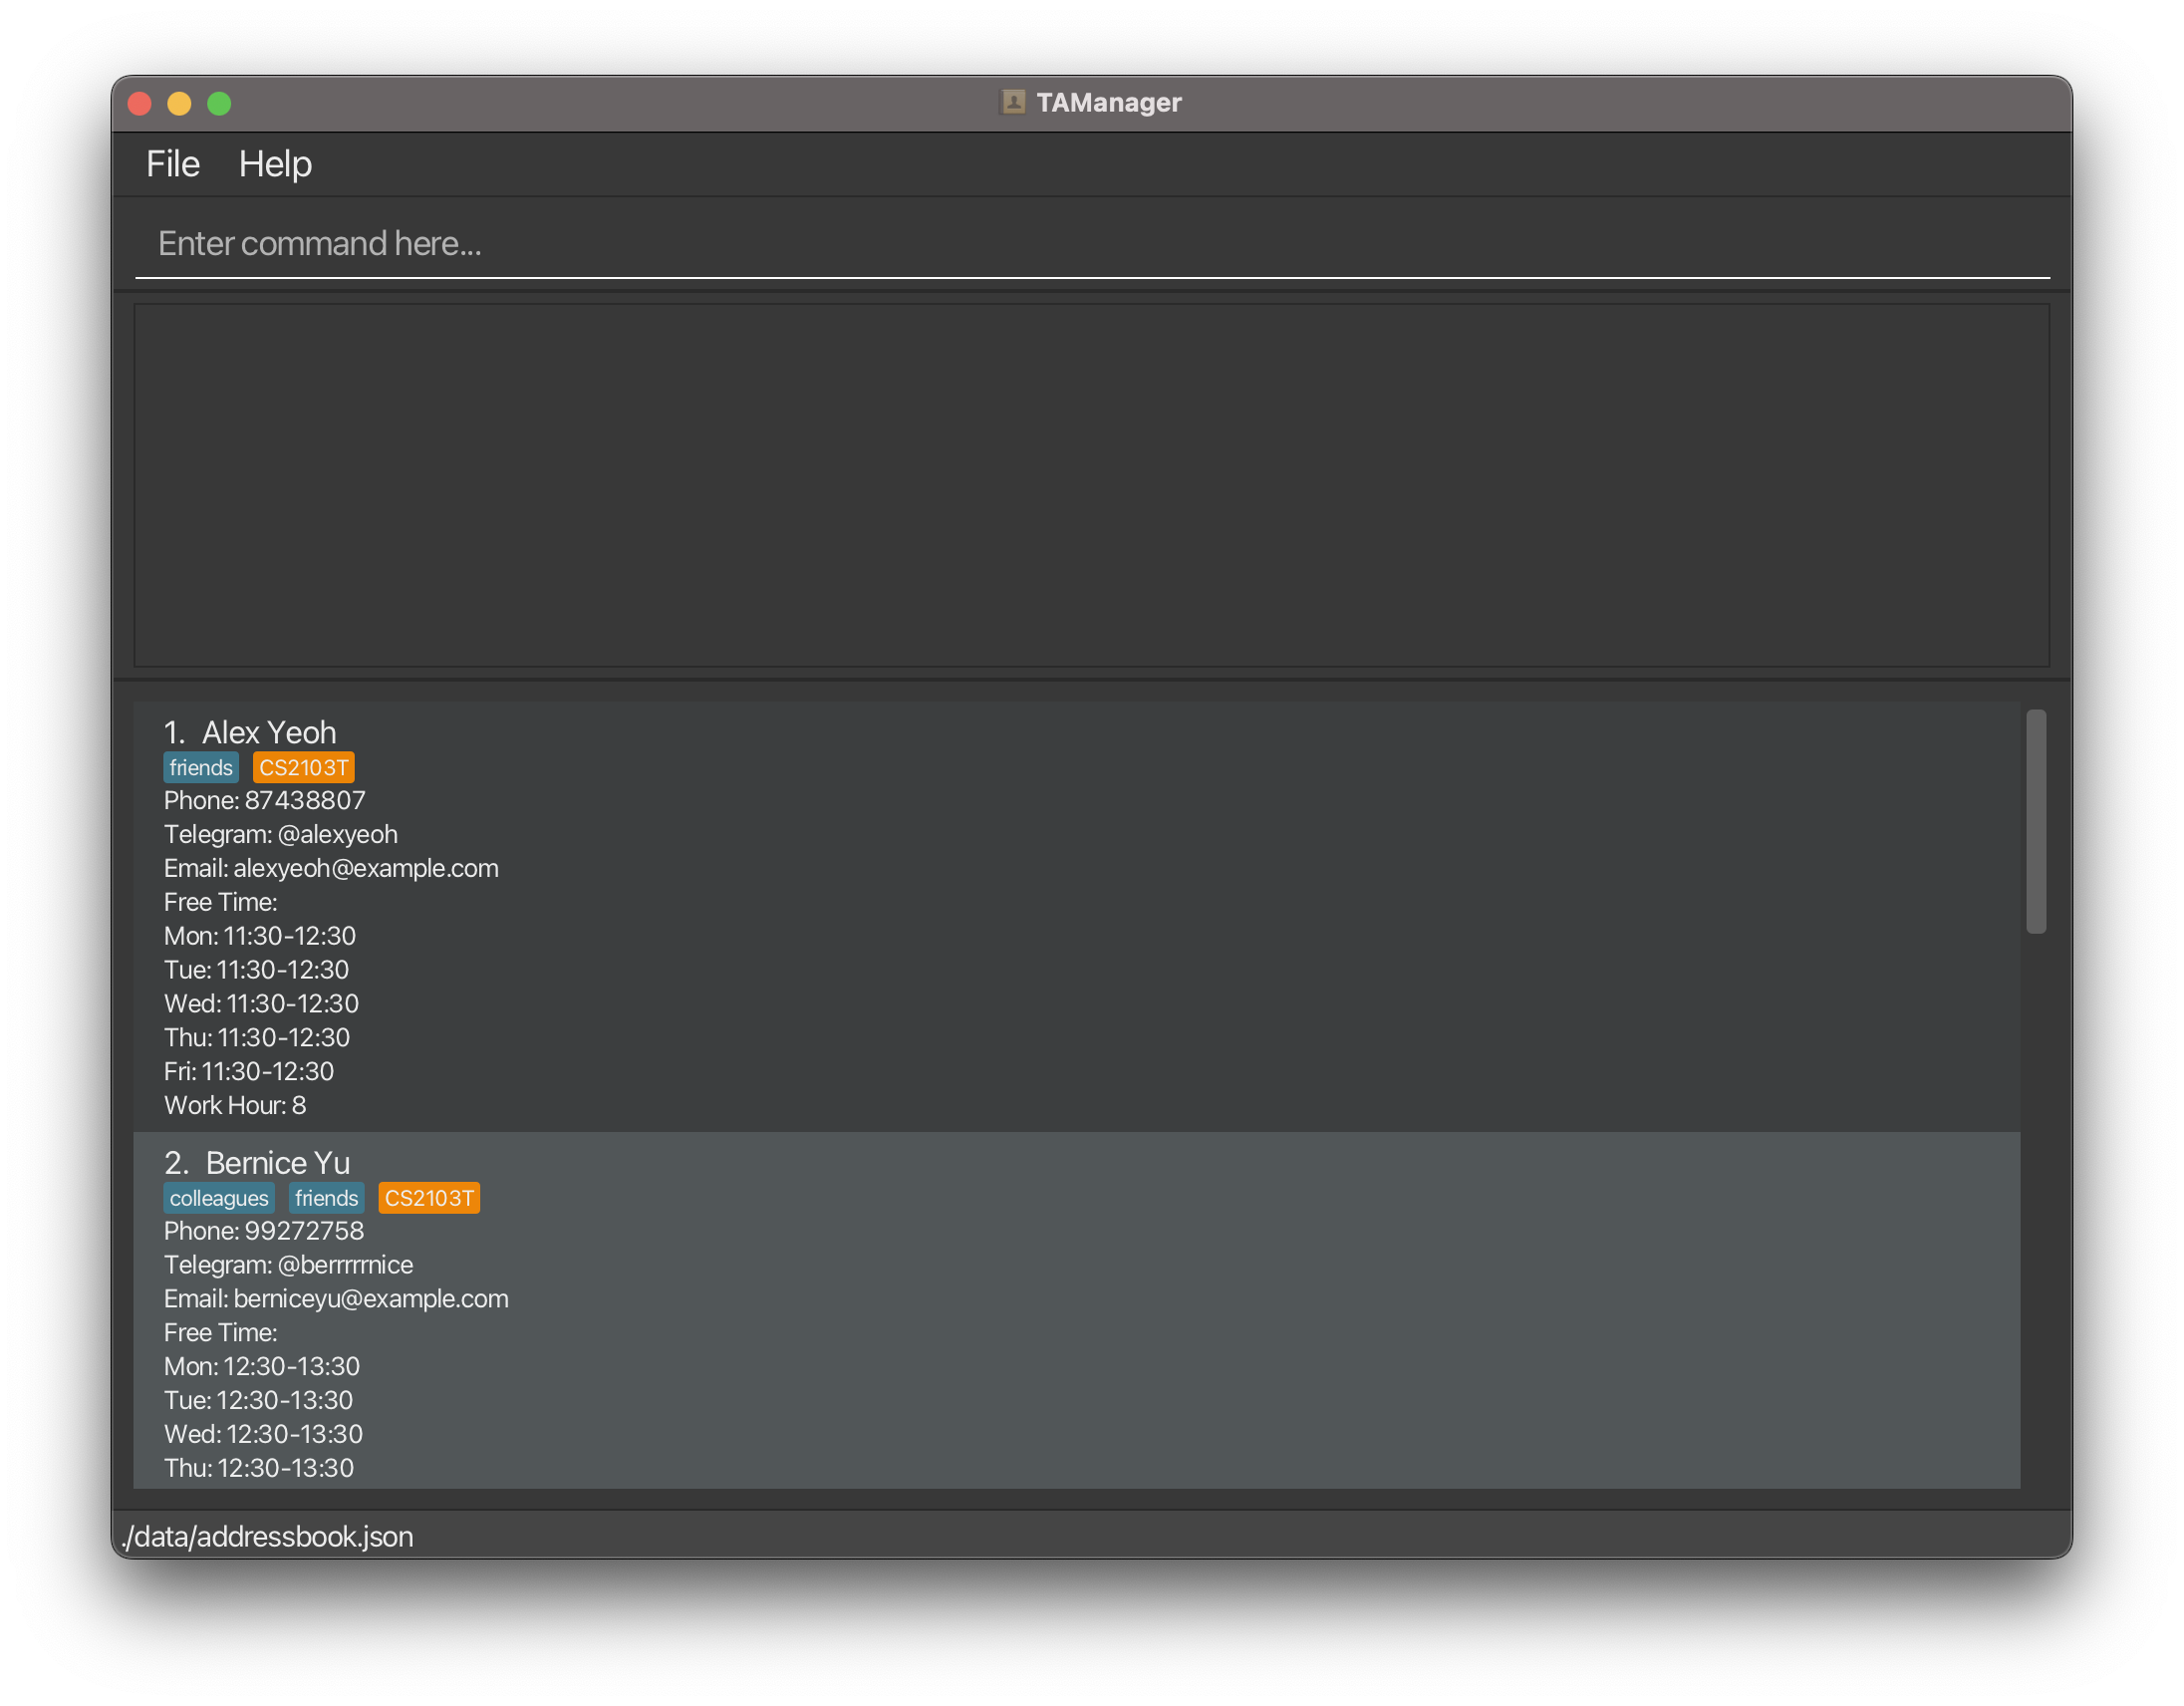 TAManager
File Help
Enter command here...
1. Alex Yeoh
friends CS2103T
Phone: 87438807
Telegram: @alexyeoh
Email: alexyeoh@example.com
Free Time:
Mon: 11:30-12:30
Tue: 11:30-12:30
Wed: 11:30-12:30
Thu: 11:30-12:30
Fri: 11:30-12:30
Work Hour: 8
2. Bernice Yu
colleagues friends CS2103T
Phone: 99272758
Telegram: @berrrrrnice
Email: berniceyu@example.com
Free Time:
Mon: 12:30-13:30
Tue: 12:30-13:30
Wed: 12:30-13:30
Thu: 12:30-13:30
./data/addressbook.json